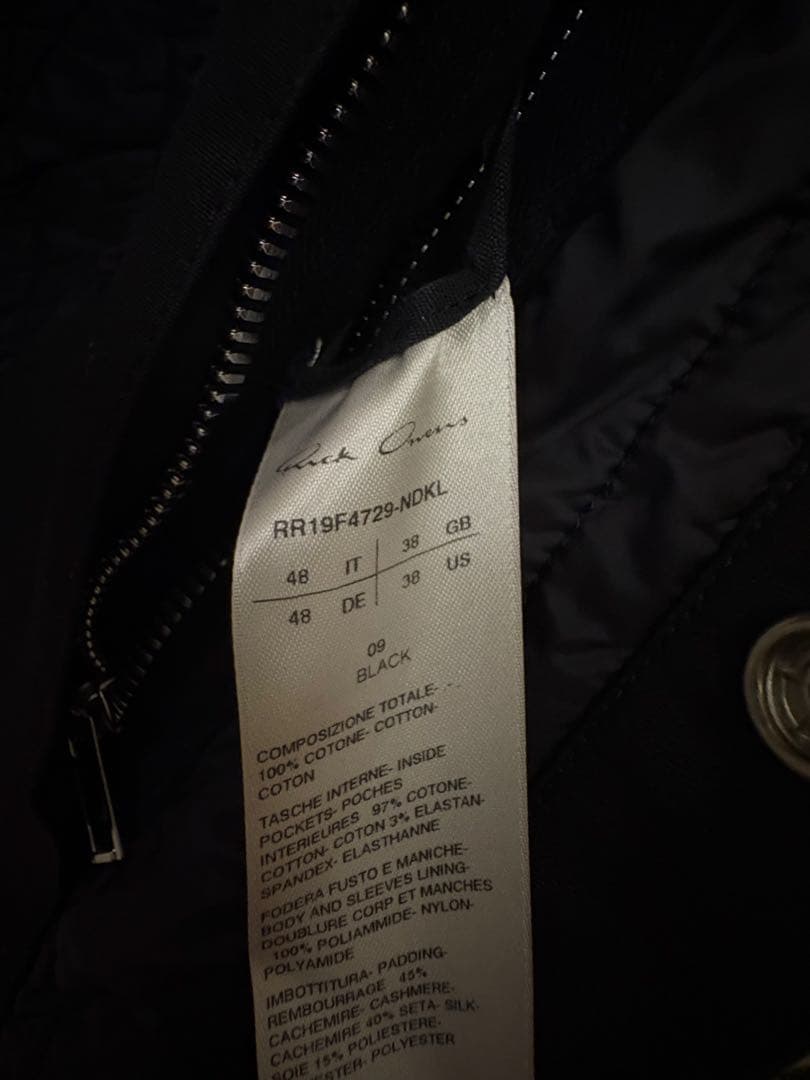 Rick Owens
RR19F4729-NDKL
48 IT 38 GB
48 DE 38 US
09
BLACK
COMPOSIZIONE TOTALE-
100% COTONE- COTTON-
COTON
TASCHE INTERNE- INSIDE
POCKETS- POCHES
INTERIEURES 97% COTONE-
COTTON- COTON 3% ELASTAN-
SPANDEX- ELASTHANNE
FODERA FUSTO E MANICHE-
BODY AND SLEEVES LINING-
DOUBLURE CORP ET MANCHES
100% POLIAMMIDE- NYLON-
POLYAMIDE
IMBOTTITURA- PADDING-
REMBOURRAGE 45%
CACHEMIRE- CASHMERE-
CACHEMIRE 40% SETA- SILK-
SOIE 15% POLIESTERE-
POLYESTER